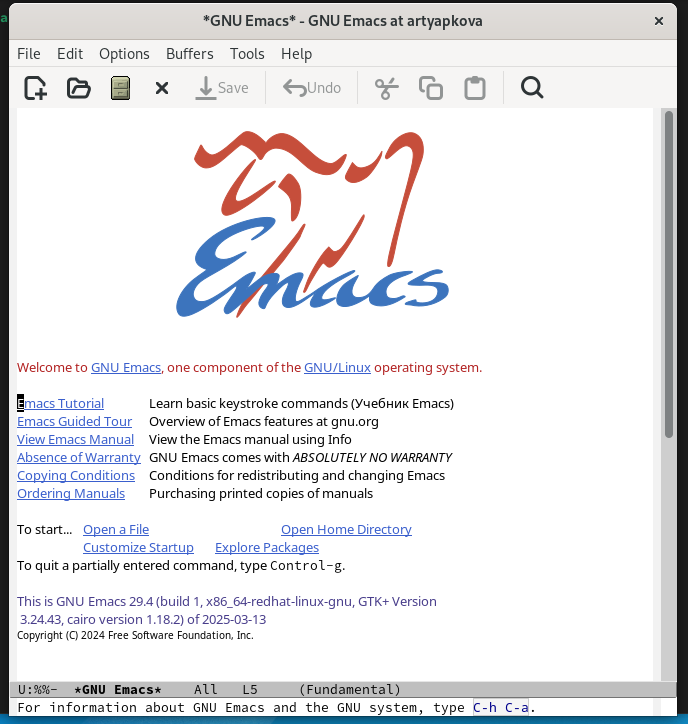 *GNU Emacs* - GNU Emacs at artyapkova
File Edit Options Buffers Tools Help
Save Undo
Emacs
Welcome to GNU Emacs, one component of the GNU/Linux operating system.
Emacs Tutorial Learn basic keystroke commands (Учебник Emacs)
Emacs Guided Tour Overview of Emacs features at gnu.org
View Emacs Manual View the Emacs manual using Info
Absence of Warranty GNU Emacs comes with ABSOLUTELY NO WARRANTY
Copying Conditions Conditions for redistributing and changing Emacs
Ordering Manuals Purchasing printed copies of manuals
To start... Open a File Open Home Directory
Customize Startup Explore Packages
To quit a partially entered command, type Control-g.
This is GNU Emacs 29.4 (build 1, x86_64-redhat-linux-gnu, GTK+ Version
3.24.43, cairo version 1.18.2) of 2025-03-13
Copyright (C) 2024 Free Software Foundation, Inc.
U:%%- *GNU Emacs* All L5 (Fundamental)
For information about GNU Emacs and the GNU system, type C-h C-a.